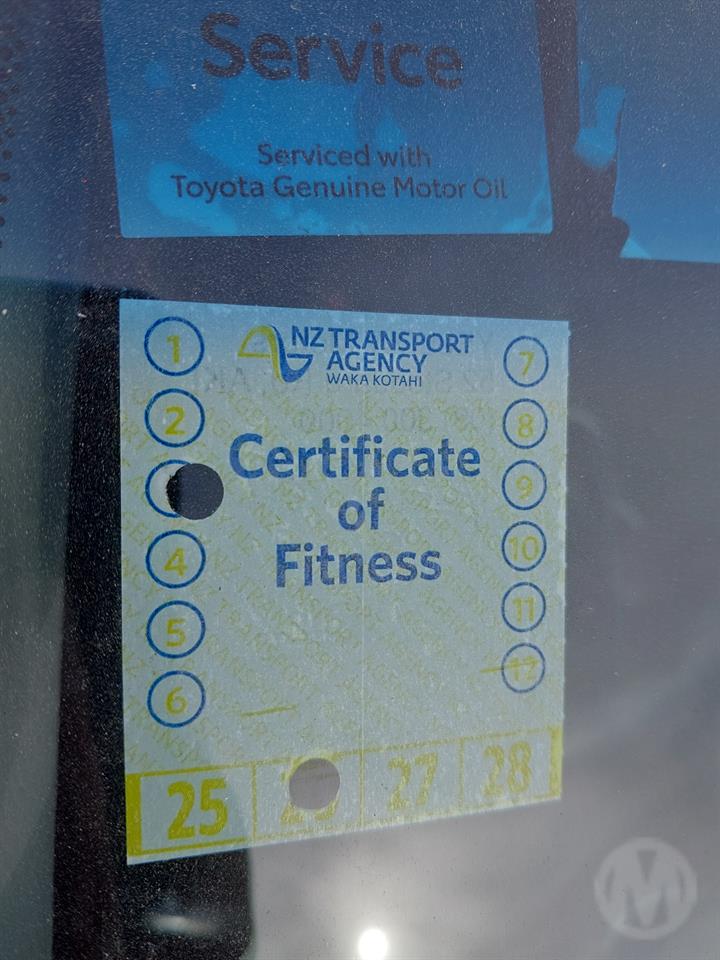 Service
Serviced with
Toyota Genuine Motor Oil
NZ TRANSPORT
AGENCY
WAKA KOTAHI
Certificate
of
Fitness
1
2
4
5
6
7
8
9
10
11
12
25 27 28
M